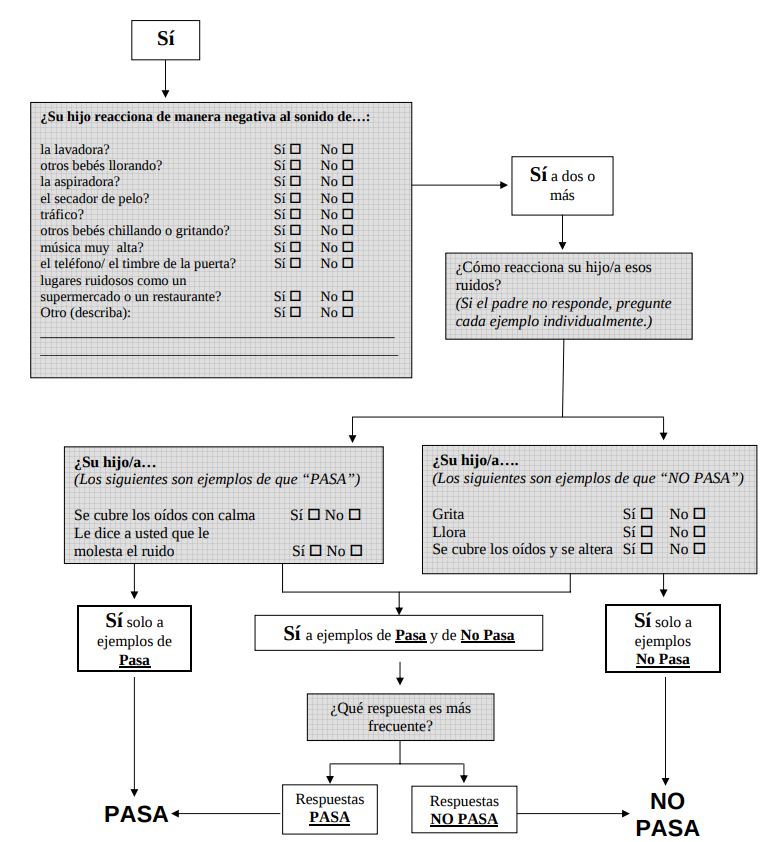 Sí
¿Su hijo reacciona de manera negativa al sonido de…:
la lavadora? Sí ☐ No ☐
otros bebés llorando? Sí ☐ No ☐
la aspiradora? Sí ☐ No ☐
el secador de pelo? Sí ☐ No ☐
tráfico? Sí ☐ No ☐
otros bebés chillando o gritando? Sí ☐ No ☐
música muy alta? Sí ☐ No ☐
el teléfono/ el timbre de la puerta? Sí ☐ No ☐
lugares ruidosos como un
supermercado o un restaurante? Sí ☐ No ☐
Otro (describa): Sí ☐ No ☐
Sí a dos o
más
¿Cómo reacciona su hijo/a esos
ruidos?
(Si el padre no responde, pregunte
cada ejemplo individualmente.)
¿Su hijo/a…
(Los siguientes son ejemplos de que “PASA”)
Se cubre los oídos con calma Sí ☐ No ☐
Le dice a usted que le
molesta el ruido Sí ☐ No ☐
¿Su hijo/a….
(Los siguientes son ejemplos de que “NO PASA”)
Grita Sí ☐ No ☐
Llora Sí ☐ No ☐
Se cubre los oídos y se altera Sí ☐ No ☐
Sí solo a
ejemplos de
Pasa
Sí a ejemplos de Pasa y de No Pasa
Sí solo a
ejemplos
No Pasa
¿Qué respuesta es más
frecuente?
Respuestas
PASA
Respuestas
NO PASA
PASA
NO
PASA